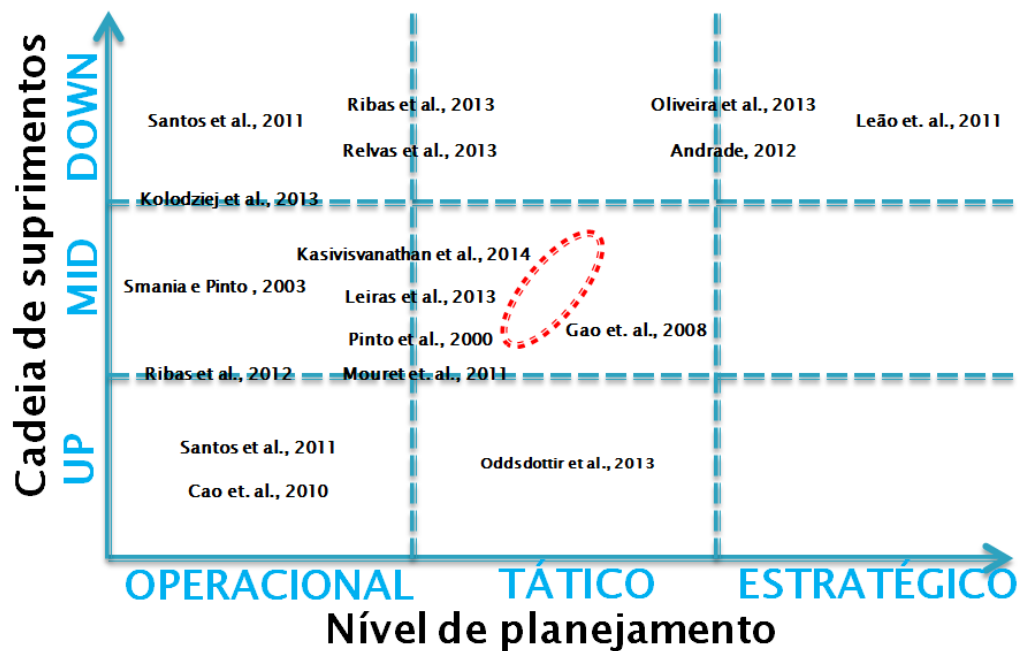 Cadeia de suprimentos
DOWN
MID
UP
Ribas et al., 2013
Oliveira et al., 2013
Santos et al., 2011
Leão et. al., 2011
Relvas et al., 2013
Andrade, 2012
Kolodziej et al., 2013
Kasivisvanathan et al., 2014
Smania e Pinto , 2003
Leiras et al., 2013
Gao et. al., 2008
Pinto et al., 2000
Ribas et al., 2012
Mouret et. al., 2011
Santos et al., 2011
Oddsdottir et al., 2013
Cao et. al., 2010
OPERACIONAL
TÁTICO
ESTRATÉGICO
Nível de planejamento